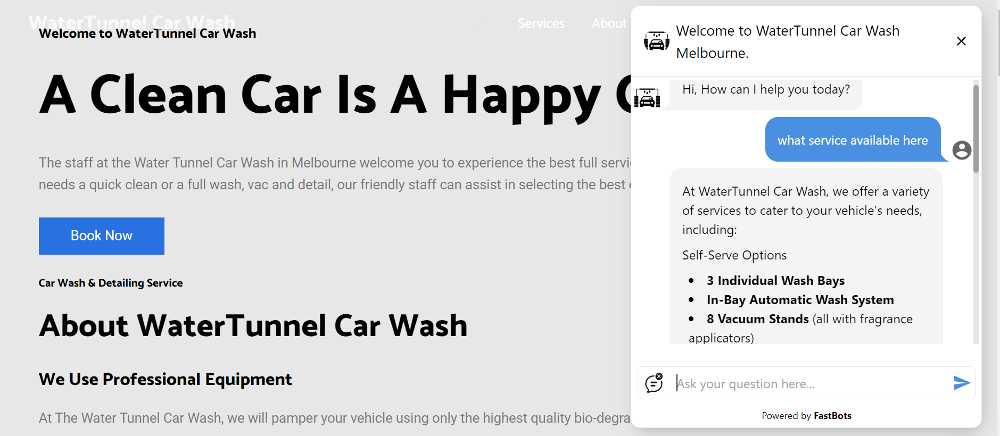 WaterTunnel Car Wash
Services About
Welcome to WaterTunnel Car Wash
A Clean Car Is A Happy
The staff at the Water Tunnel Car Wash in Melbourne welcome you to experience the best full
needs a quick clean or a full wash, vac and detail, our friendly staff can assist in selecting the best
Book Now
Car Wash & Detailing Service
About WaterTunnel Car Wash
We Use Professional Equipment
At The Water Tunnel Car Wash, we will pamper your vehicle using only the highest quality
Welcome to WaterTunnel Car Wash
Melbourne.
Hi, How can I help you today?
what service available here
At WaterTunnel Car Wash, we offer a variety
of services to cater to your vehicle's needs,
including:
Self-Serve Options
• 3 Individual Wash Bays
• In-Bay Automatic Wash System
• 8 Vacuum Stands (all with fragrance
applicators)
Ask your question here...
Powered by FastBots